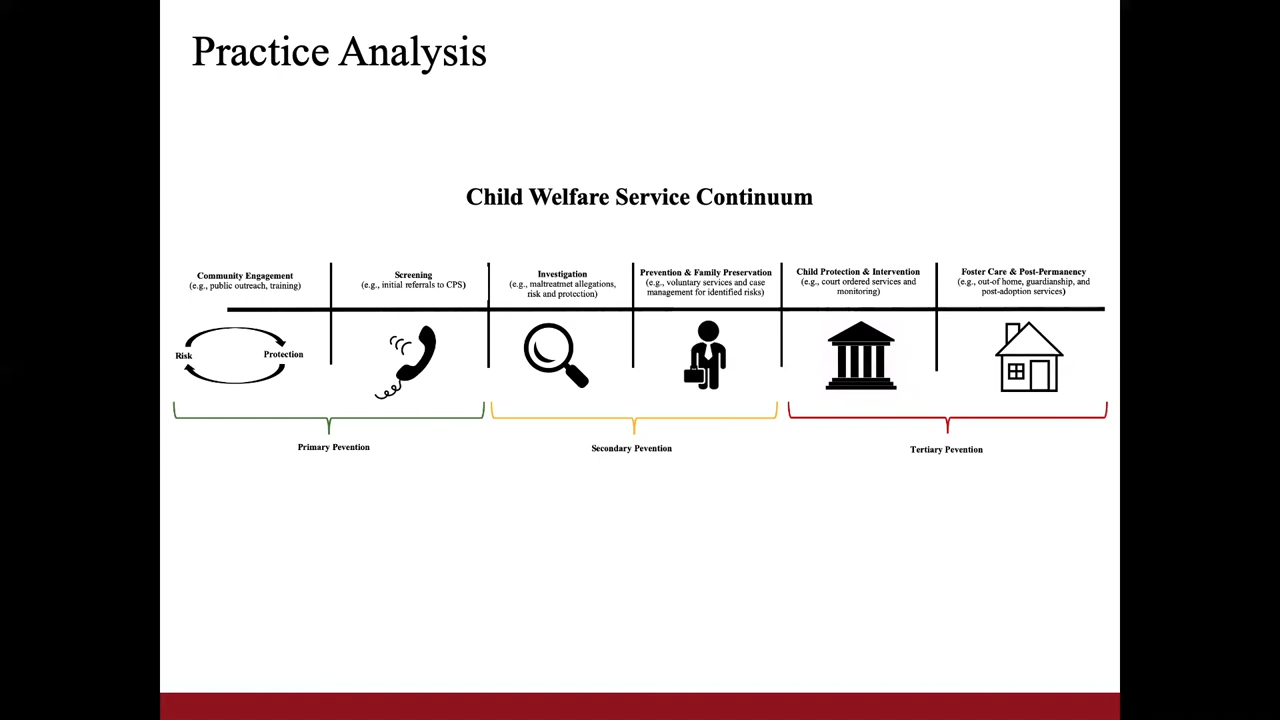 Practice Analysis
Child Welfare Service Continuum
Community Engagement
(e.g., public outreach, training)
Screening
(e.g., initial referrals to CPS)
Investigation
(e.g., maltreatmet allegations,
risk and protection)
Prevention & Family Preservation
(e.g., voluntary services and case
management for identified risks)
Child Protection & Intervention
(e.g., court ordered services and
monitoring)
Foster Care & Post-Permanency
(e.g., out-of home, guardianship, and
post-adoption services)
Risk
Protection
Primary Pevention
Secondary Pevention
Tertiary Pevention